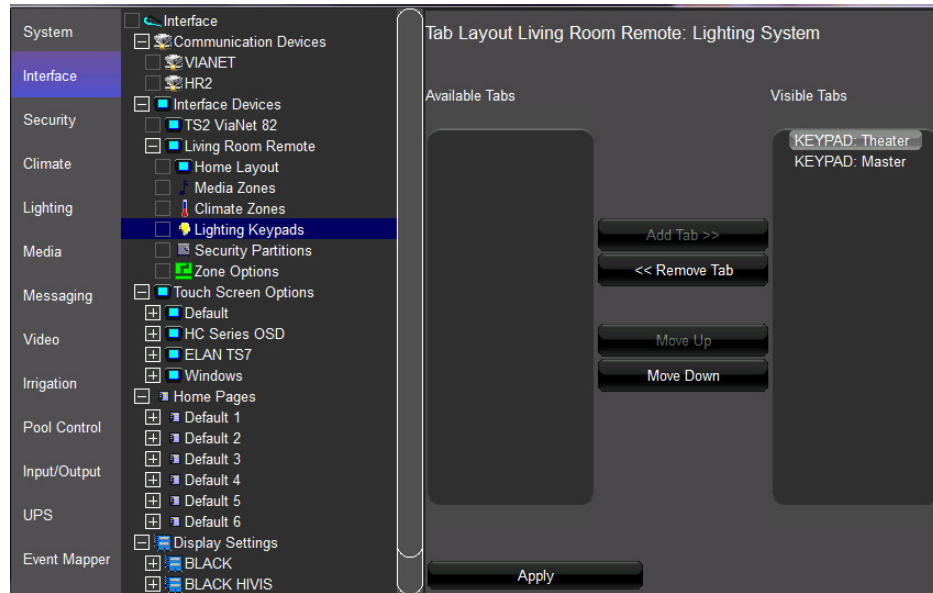 System
Interface
Security
Climate
Lighting
Media
Messaging
Video
Irrigation
Pool Control
Input/Output
UPS
Event Mapper
Interface
Communication Devices
VIANET
HR2
Interface Devices
TS2 ViaNet 82
Living Room Remote
Home Layout
Media Zones
Climate Zones
Lighting Keypads
Security Partitions
Zone Options
Touch Screen Options
Default
HC Series OSD
ELAN TS7
Windows
Home Pages
Default 1
Default 2
Default 3
Default 4
Default 5
Default 6
Display Settings
BLACK
BLACK HIVIS
Tab Layout Living Room Remote: Lighting System
Available Tabs
Visible Tabs
KEYPAD: Theater
KEYPAD: Master
Add Tab >>
<< Remove Tab
Move Up
Move Down
Apply